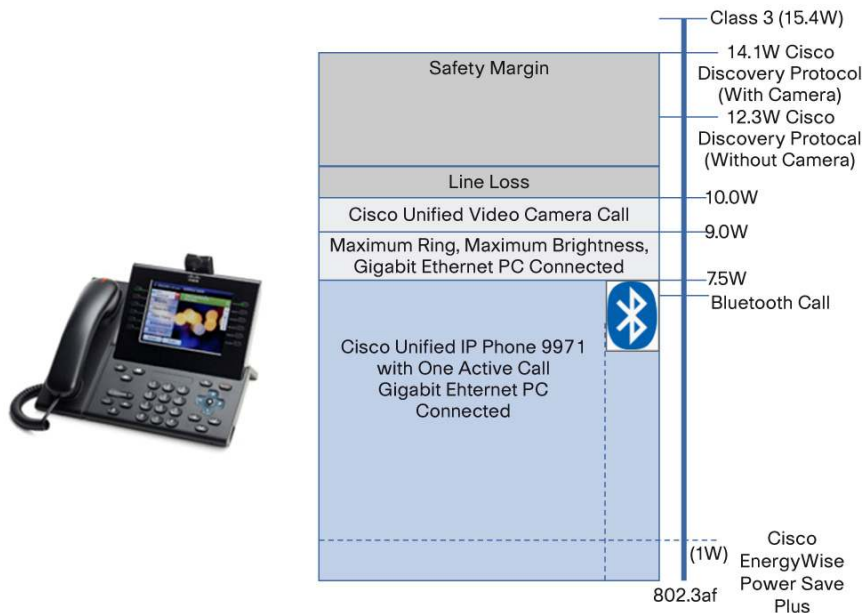 Class 3 (15.4W)
14.1W Cisco
Discovery Protocol
(With Camera)
12.3W Cisco
Discovery Protocal
(Without Camera)
Safety Margin
Line Loss
10.0W
Cisco Unified Video Camera Call
9.0W
Maximum Ring, Maximum Brightness,
Gigabit Ethernet PC Connected
7.5W
Bluetooth Call
Cisco Unified IP Phone 9971
with One Active Call
Gigabit Ehternet PC
Connected
(1W)
Cisco
EnergyWise
Power Save
Plus
802.3af